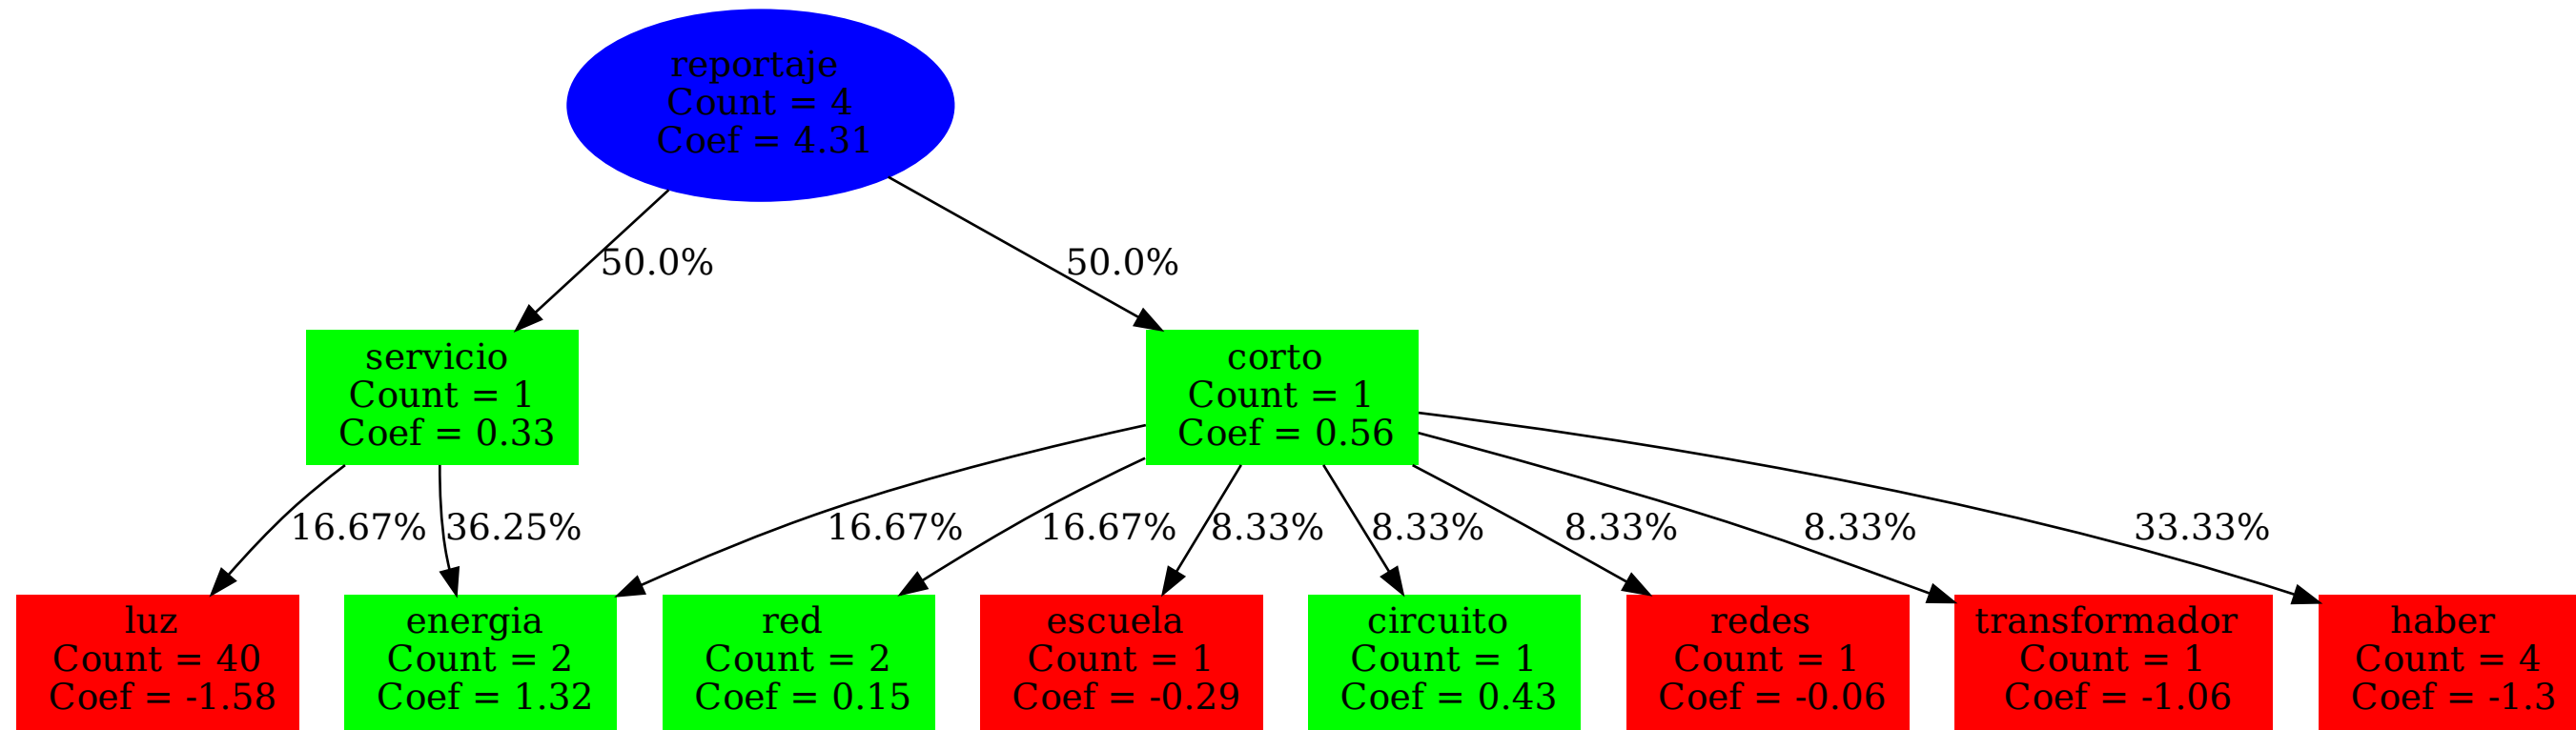 reportaje
Count = 4
Coef = 4.31
50.0%
50.0%
servicio
Count = 1
Coef = 0.33
corto
Count = 1
Coef = 0.56
16.67%
36.25%
16.67%
16.67%
8.33%
8.33%
8.33%
8.33%
33.33%
luz
Count = 40
Coef = -1.58
energia
Count = 2
Coef = 1.32
red
Count = 2
Coef = 0.15
escuela
Count = 1
Coef = -0.29
circuito
Count = 1
Coef = 0.43
redes
Count = 1
Coef = -0.06
transformador
Count = 1
Coef = -1.06
haber
Count = 4
Coef = -1.3